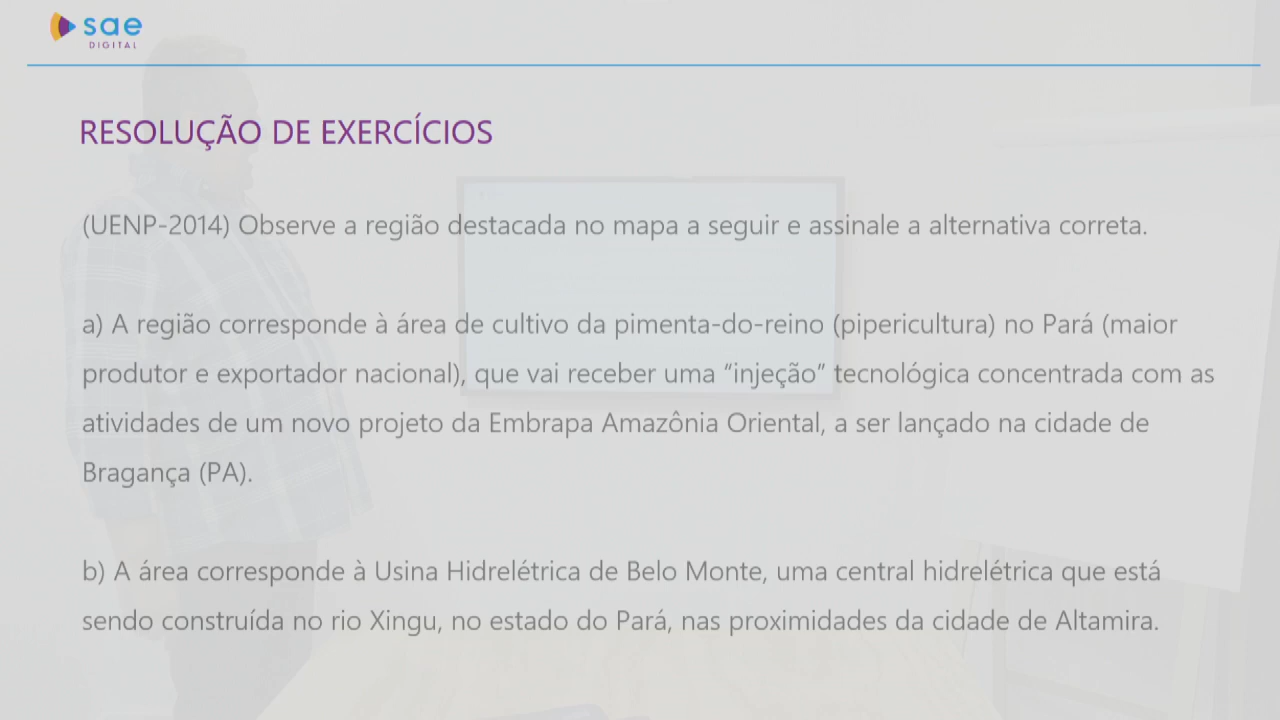 sae
DIGITAL
RESOLUÇÃO DE EXERCÍCIOS
(UENP-2014) Observe a região destacada no mapa a seguir e assinale a alternativa correta.
a) A região corresponde à área de cultivo da pimenta-do-reino (pipericultura) no Pará (maior
produtor e exportador nacional), que vai receber uma “injeção” tecnológica concentrada com as
atividades de um novo projeto da Embrapa Amazônia Oriental, a ser lançado na cidade de
Bragança (PA).
b) A área corresponde à Usina Hidrelétrica de Belo Monte, uma central hidrelétrica que está
sendo construída no rio Xingu, no estado do Pará, nas proximidades da cidade de Altamira.